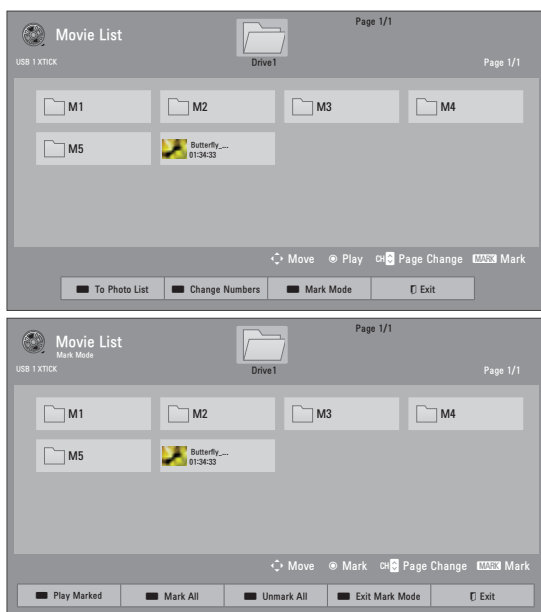 Page 1/1
Movie List
USB 1 XTICK
Drive1
Page 1/1
M1
M2
M3
M4
M5
Butterfly_...
01:34:33
Move
Play
CH Page Change
MARK Mark
To Photo List
Change Numbers
Mark Mode
Exit
Page 1/1
Movie List
Mark Mode
USB 1 XTICK
Drive1
Page 1/1
M1
M2
M3
M4
M5
Butterfly_...
01:34:33
Move
Mark
CH Page Change
MARK Mark
Play Marked
Mark All
Unmark All
Exit Mark Mode
Exit